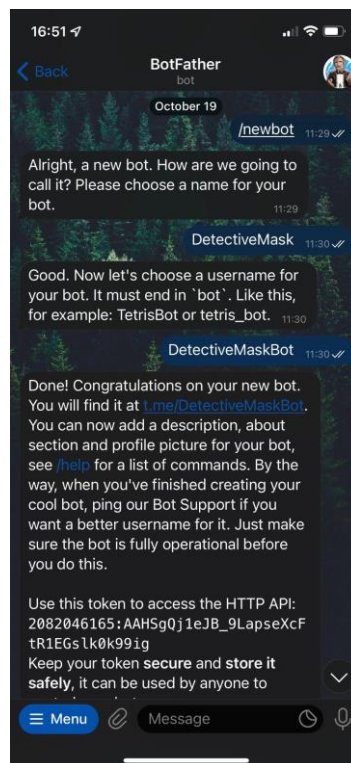 16:51
Back
BotFather
bot
October 19
/newbot 11:29
Alright, a new bot. How are we going to
call it? Please choose a name for your
bot. 11:29
DetectiveMask 11:30
Good. Now let's choose a username for
your bot. It must end in `bot`. Like this,
for example: TetrisBot or tetris_bot. 11:30
DetectiveMaskBot 11:30
Done! Congratulations on your new bot.
You will find it at t.me/DetectiveMaskBot.
You can now add a description, about
section and profile picture for your bot,
see /help for a list of commands. By the
way, when you've finished creating your
cool bot, ping our Bot Support if you
want a better username for it. Just make
sure the bot is fully operational before
you do this.
Use this token to access the HTTP API:
2082046165:AAHSgQj1eJB_9LapseXcF
tR1EGslk0k99ig
Keep your token secure and store it
safely, it can be used by anyone to
Menu
Message